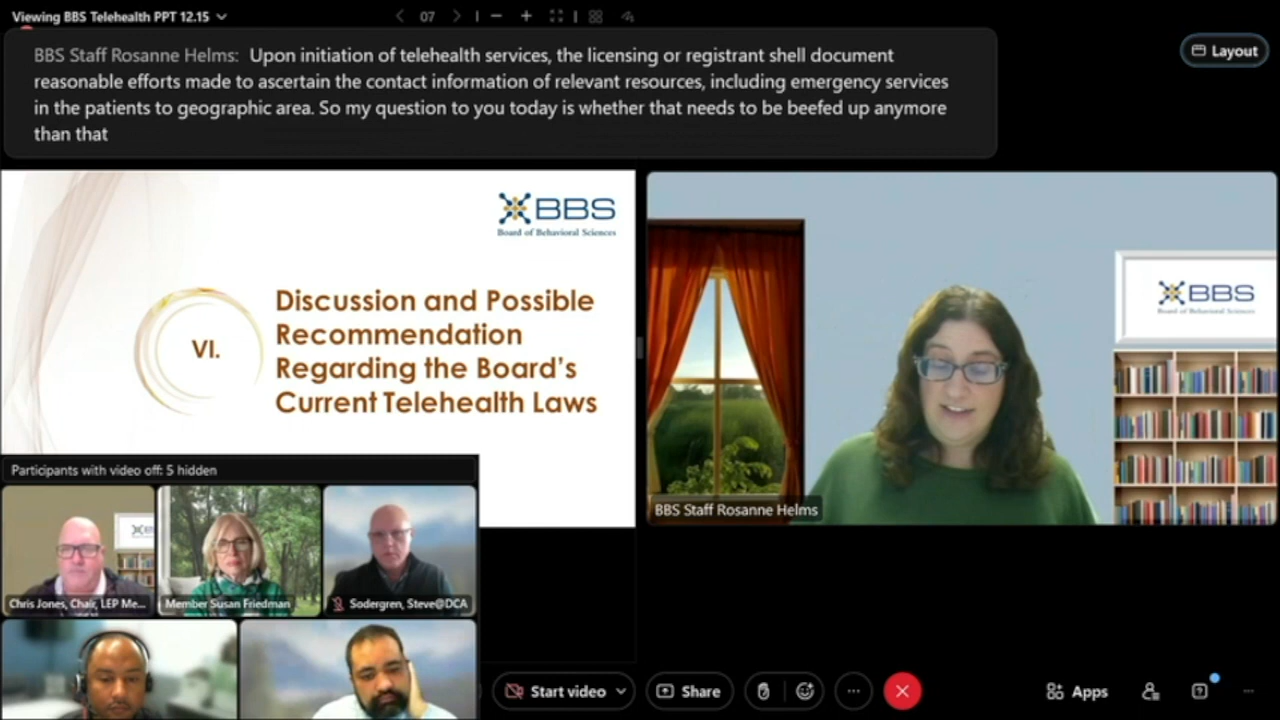 Viewing BBS Telehealth PPT 12.15
07
BBS Staff Rosanne Helms: Upon initiation of telehealth services, the licensing or registrant shell document
reasonable efforts made to ascertain the contact information of relevant resources, including emergency services
in the patients to geographic area. So my question to you today is whether that needs to be beefed up anymore
than that
Layout
BBS
Board of Behavioral Sciences
VI.
Discussion and Possible
Recommendation
Regarding the Board's
Current Telehealth Laws
BBS
Board of Behavioral Sciences
BBS Staff Rosanne Helms
Participants with video off: 5 hidden
Chris Jones, Chair, LEP Me...
Member Susan Friedman
Sodergren, Steve@DCA
Start video
Share
Apps